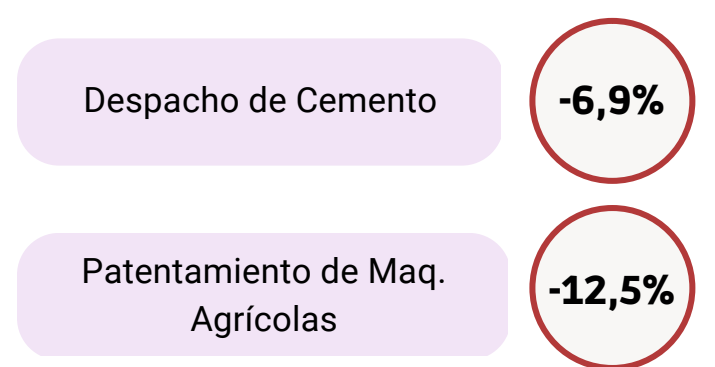 Despacho de Cemento
-6,9%
Patentamiento de Maq.
Agrícolas
-12,5%